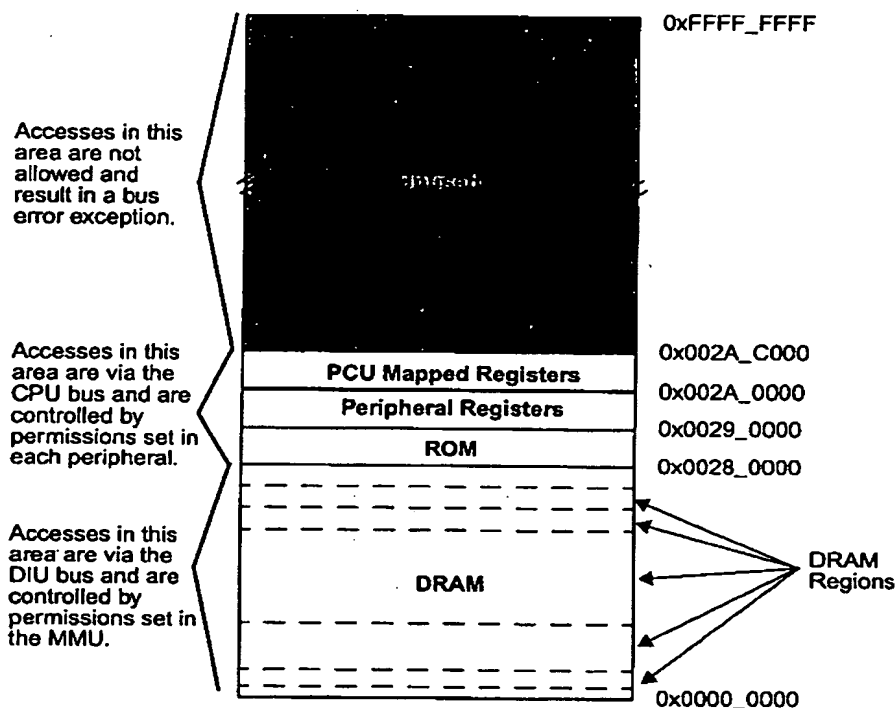 0xFFFF_FFFF
Accesses in this
area are not
allowed and
result in a bus
error exception.
0x002A_C000
Accesses in this
area are via the
CPU bus and are
controlled by
permissions set in
each peripheral.
PCU Mapped Registers
0x002A_0000
Peripheral Registers
0x0029_0000
ROM
0x0028_0000
Accesses in this
area are via the
DIU bus and are
controlled by
permissions set in
the MMU.
DRAM
DRAM
Regions
0x0000_0000